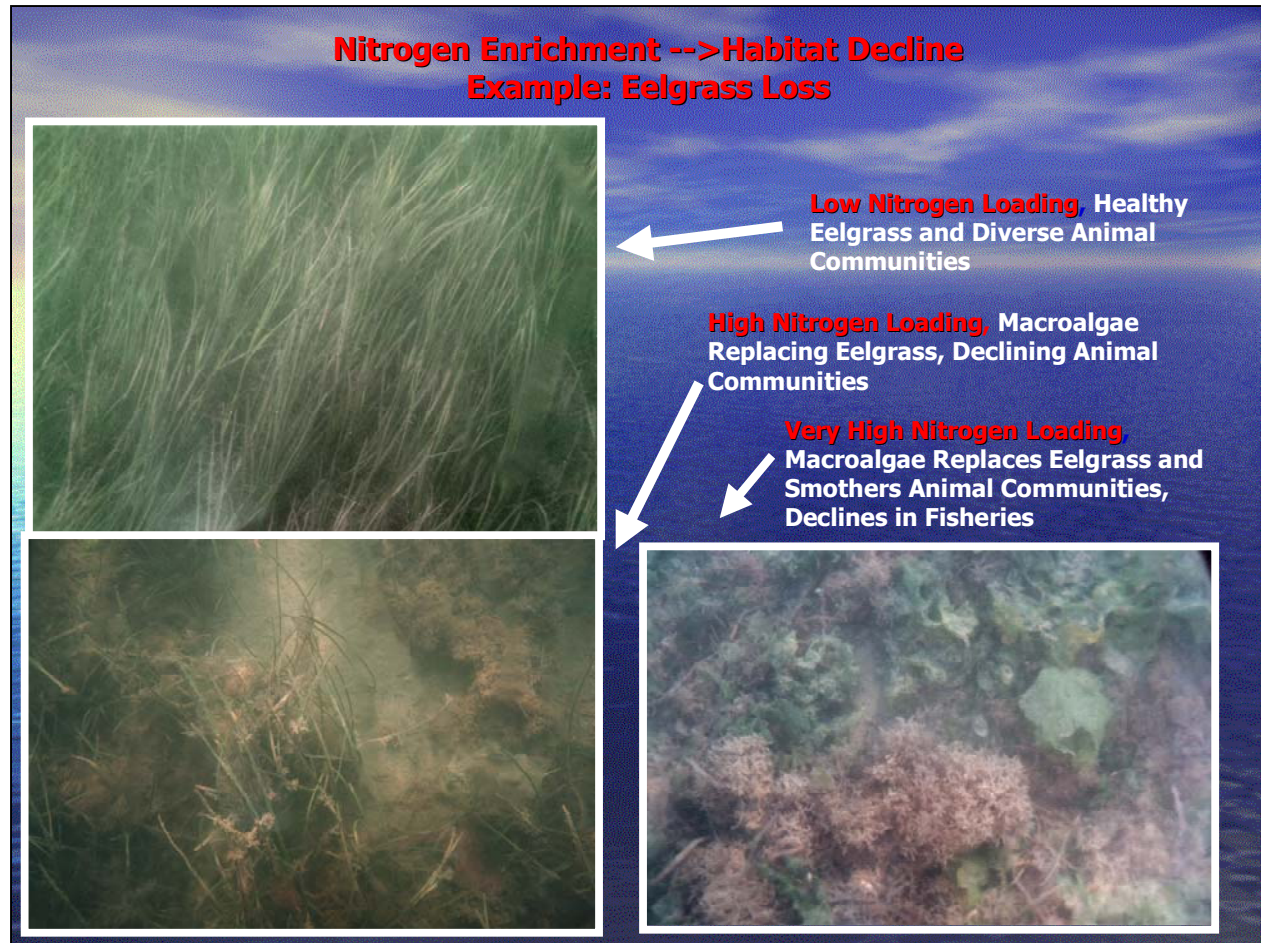 Nitrogen Enrichment -->Habitat Decline
Example: Eelgrass Loss
Low Nitrogen Loading, Healthy
Eelgrass and Diverse Animal
Communities
High Nitrogen Loading, Macroalgae
Replacing Eelgrass, Declining Animal
Communities
Very High Nitrogen Loading,
Macroalgae Replaces Eelgrass and
Smothers Animal Communities,
Declines in Fisheries